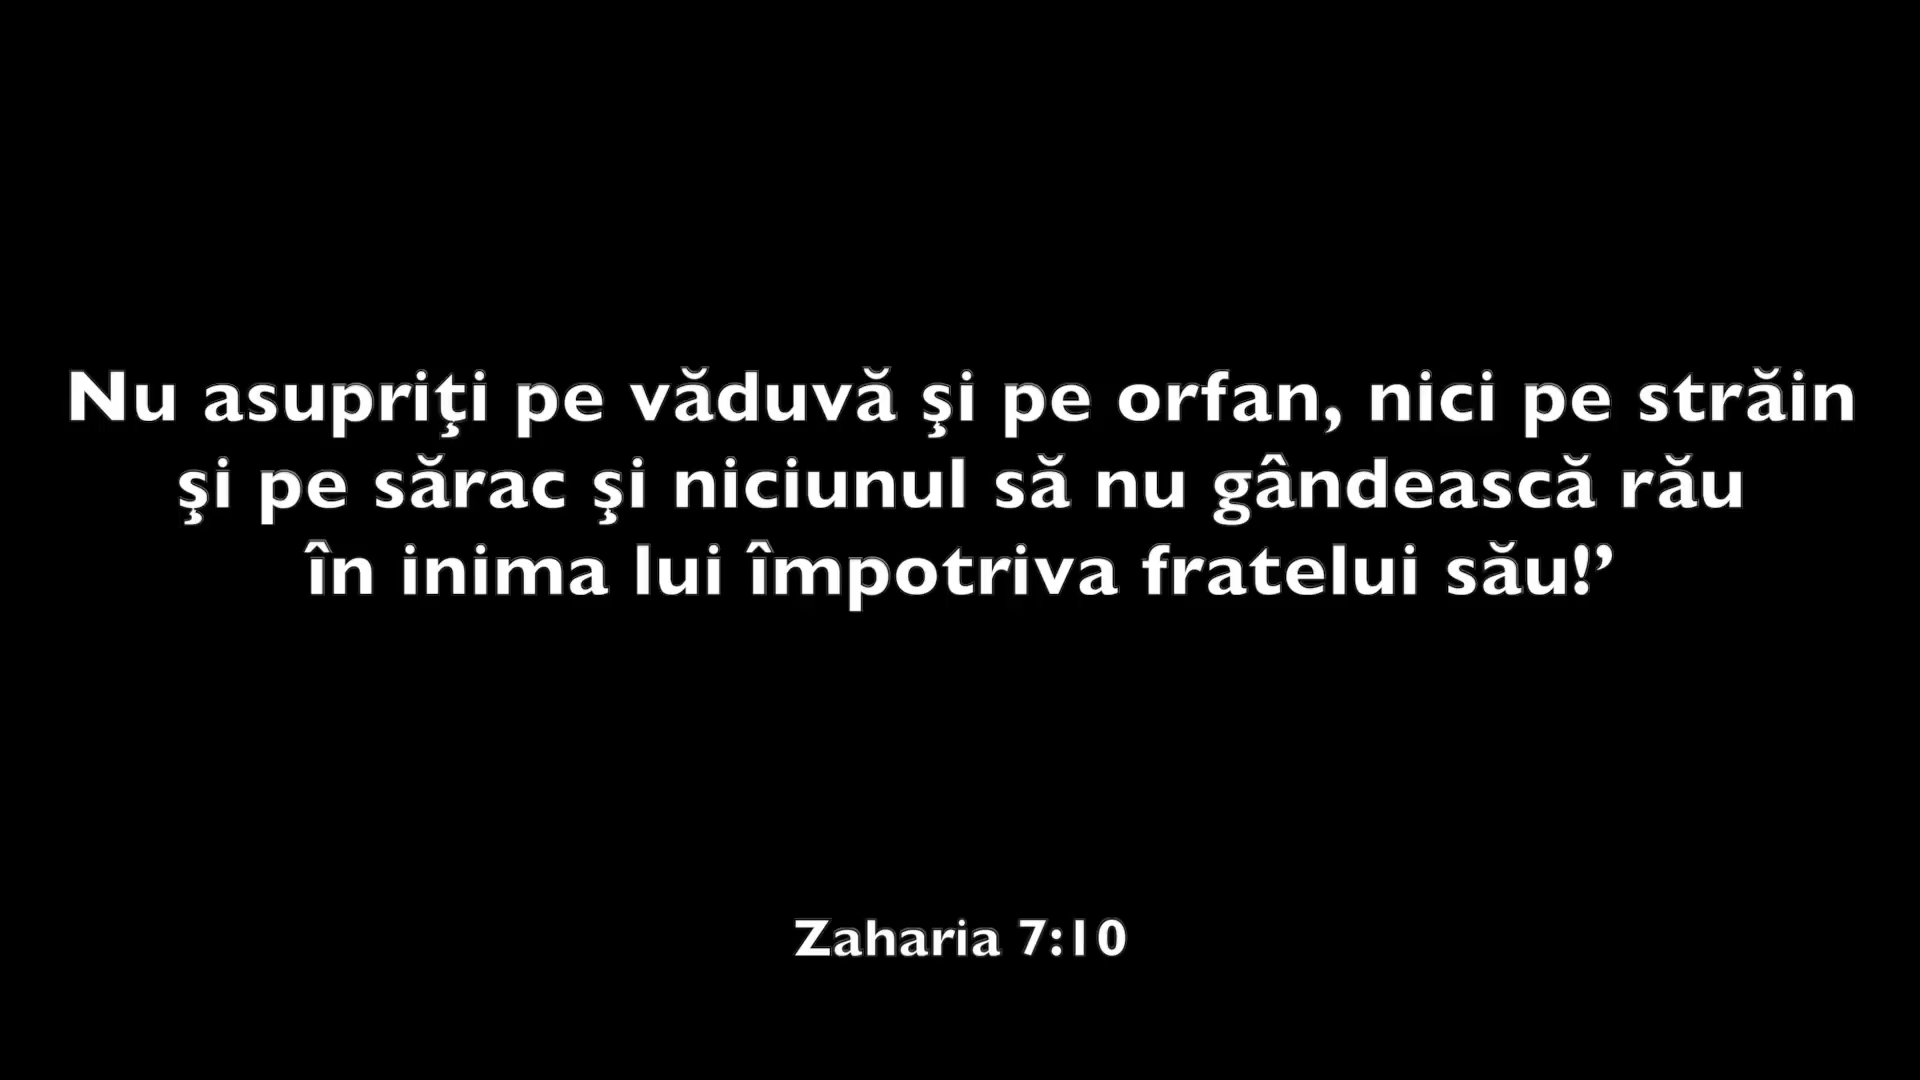 Nu asupriţi pe văduvă şi pe orfan, nici pe străin
şi pe sărac şi niciunul să nu gândească rău
în inima lui împotriva fratelui său!’
Zaharia 7:10